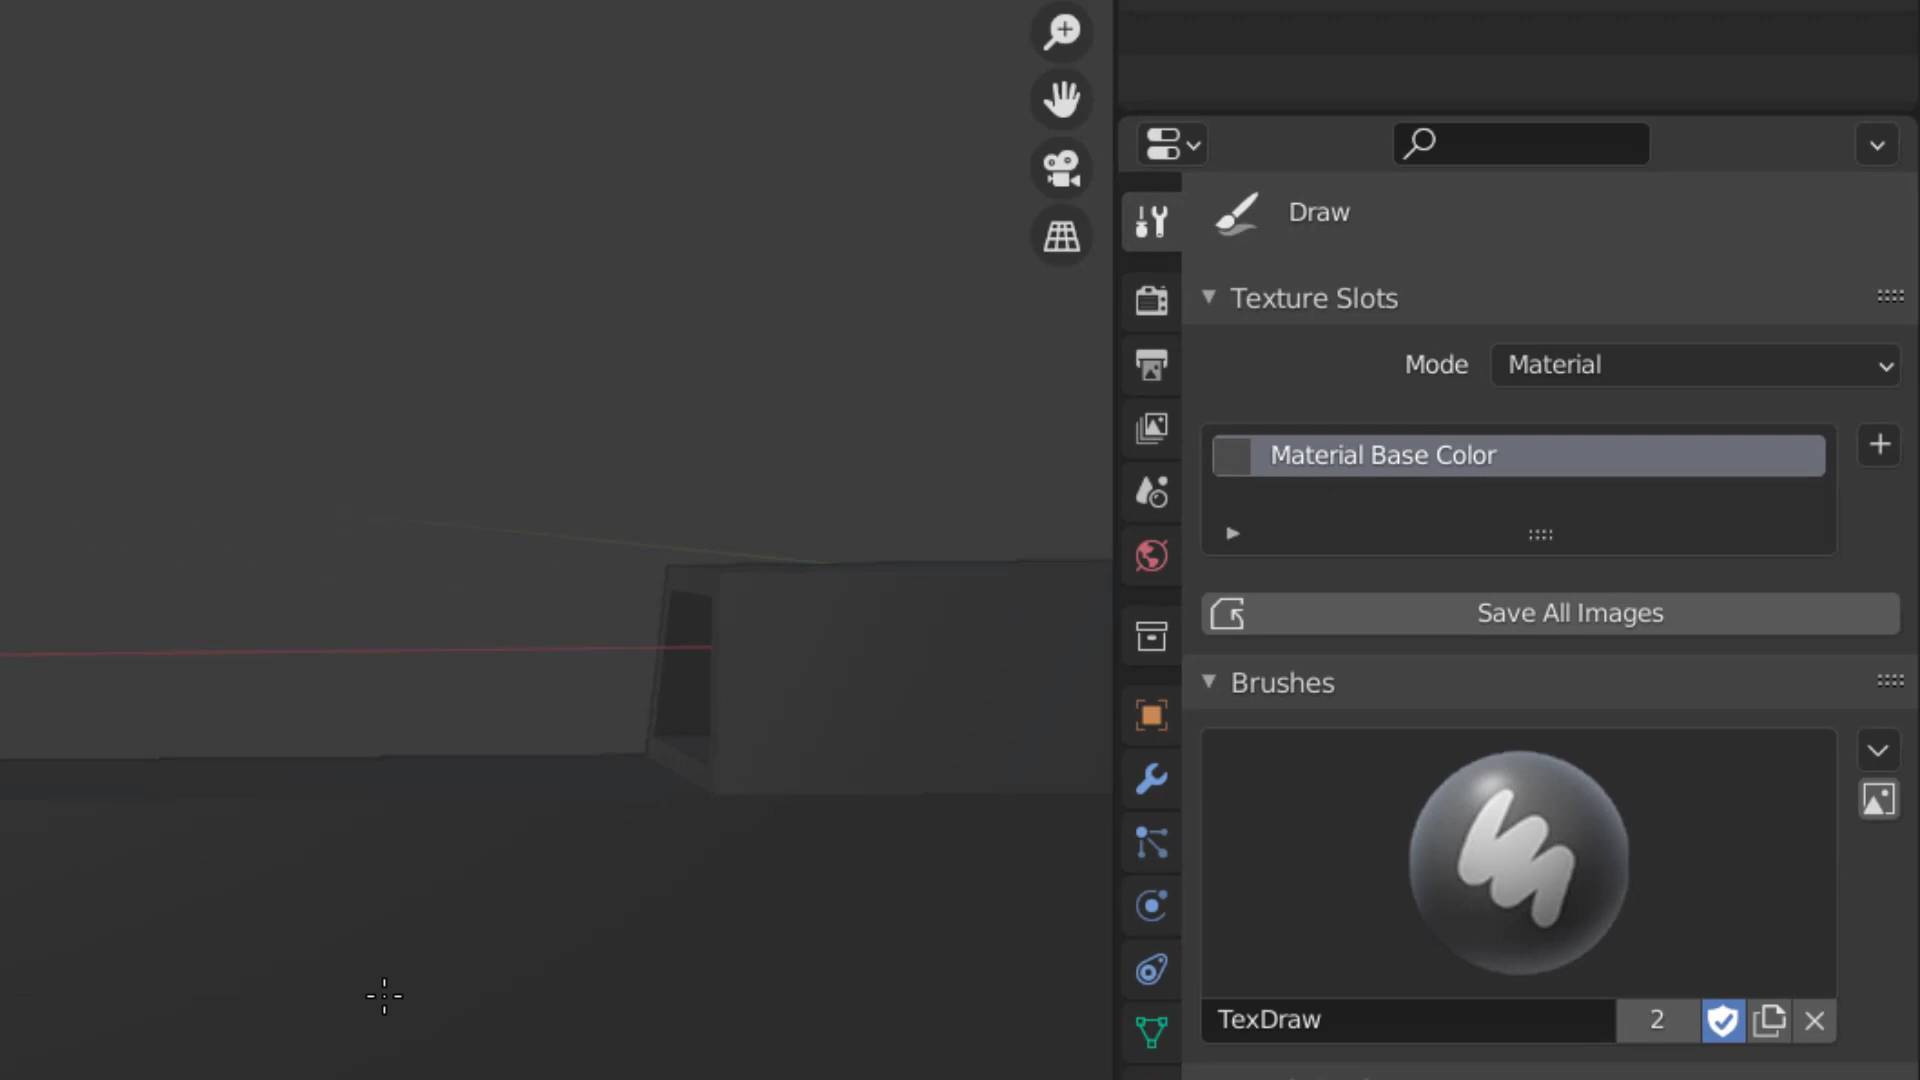 Draw
Texture Slots
Mode Material
Material Base Color
Save All Images
Brushes
TexDraw 2